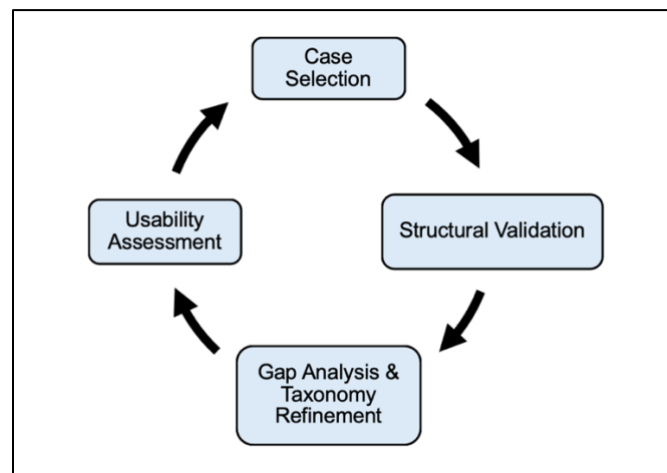 Case
Selection
Structural Validation
Gap Analysis &
Taxonomy
Refinement
Usability
Assessment